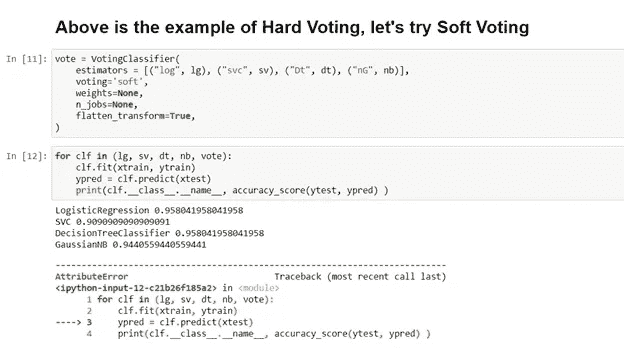 Above is the example of Hard Voting, let's try Soft Voting
In [11]: vote = VotingClassifier(
estimators = [("log", lg), ("svc", sv), ("Dt", dt), ("nG", nb)],
voting='soft',
weights=None,
n_jobs=None,
flatten_transform=True,
)
In [12]: for clf in (lg, sv, dt, nb, vote):
clf.fit(xtrain, ytrain)
ypred = clf.predict(xtest)
print(clf.__class__.__name__, accuracy_score(ytest, ypred) )
LogisticRegression 0.958041958041958
SVC 0.9090909090909091
DecisionTreeClassifier 0.958041958041958
GaussianNB 0.9440559440559441
---------------------------------------------------------------------------
AttributeError Traceback (most recent call last)
<ipython-input-12-c21b26f185a2> in <module>
1 for clf in (lg, sv, dt, nb, vote):
2 clf.fit(xtrain, ytrain)
----> 3 ypred = clf.predict(xtest)
4 print(clf.__class__.__name__, accuracy_score(ytest, ypred) )